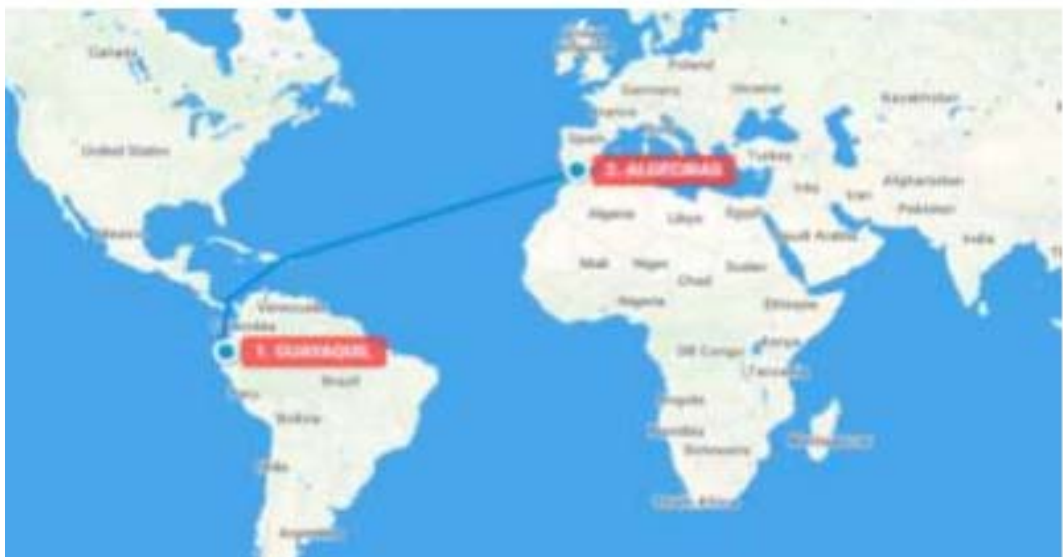 Canada
United States
Mexico
Venezuela
1. GUAYAQUIL
Brazil
Peru
Bolivia
Chile
Argentina
Poland
Germany
Ukraine
France
Spain
Kazakhstan
2. ALGECIRAS
Turkey
Iraq
Iran
Afghanistan
Pakistan
Algeria
Libya
Egypt
Saudi Arabia
India
Mali
Niger
Chad
Sudan
Nigeria
Ethiopia
DR Congo
Kenya
Tanzania
Angola
Namibia
Botswana
Madagascar
South Africa